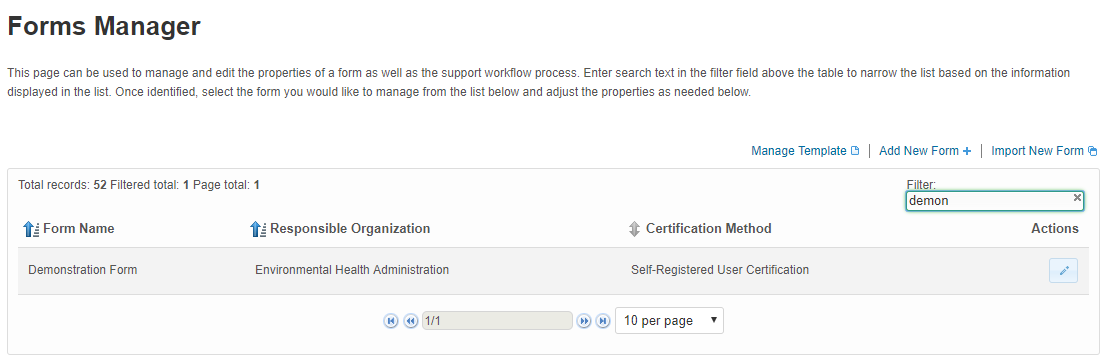 Forms Manager
This page can be used to manage and edit the properties of a form as well as the support workflow process. Enter search text in the filter field above the table to narrow the list based on the information
displayed in the list. Once identified, select the form you would like to manage from the list below and adjust the properties as needed below.
Manage Template | Add New Form | Import New Form
Total records: 52 Filtered total: 1 Page total: 1
Filter:
demon
Form Name Responsible Organization Certification Method Actions
Demonstration Form Environmental Health Administration Self-Registered User Certification
1/1 10 per page